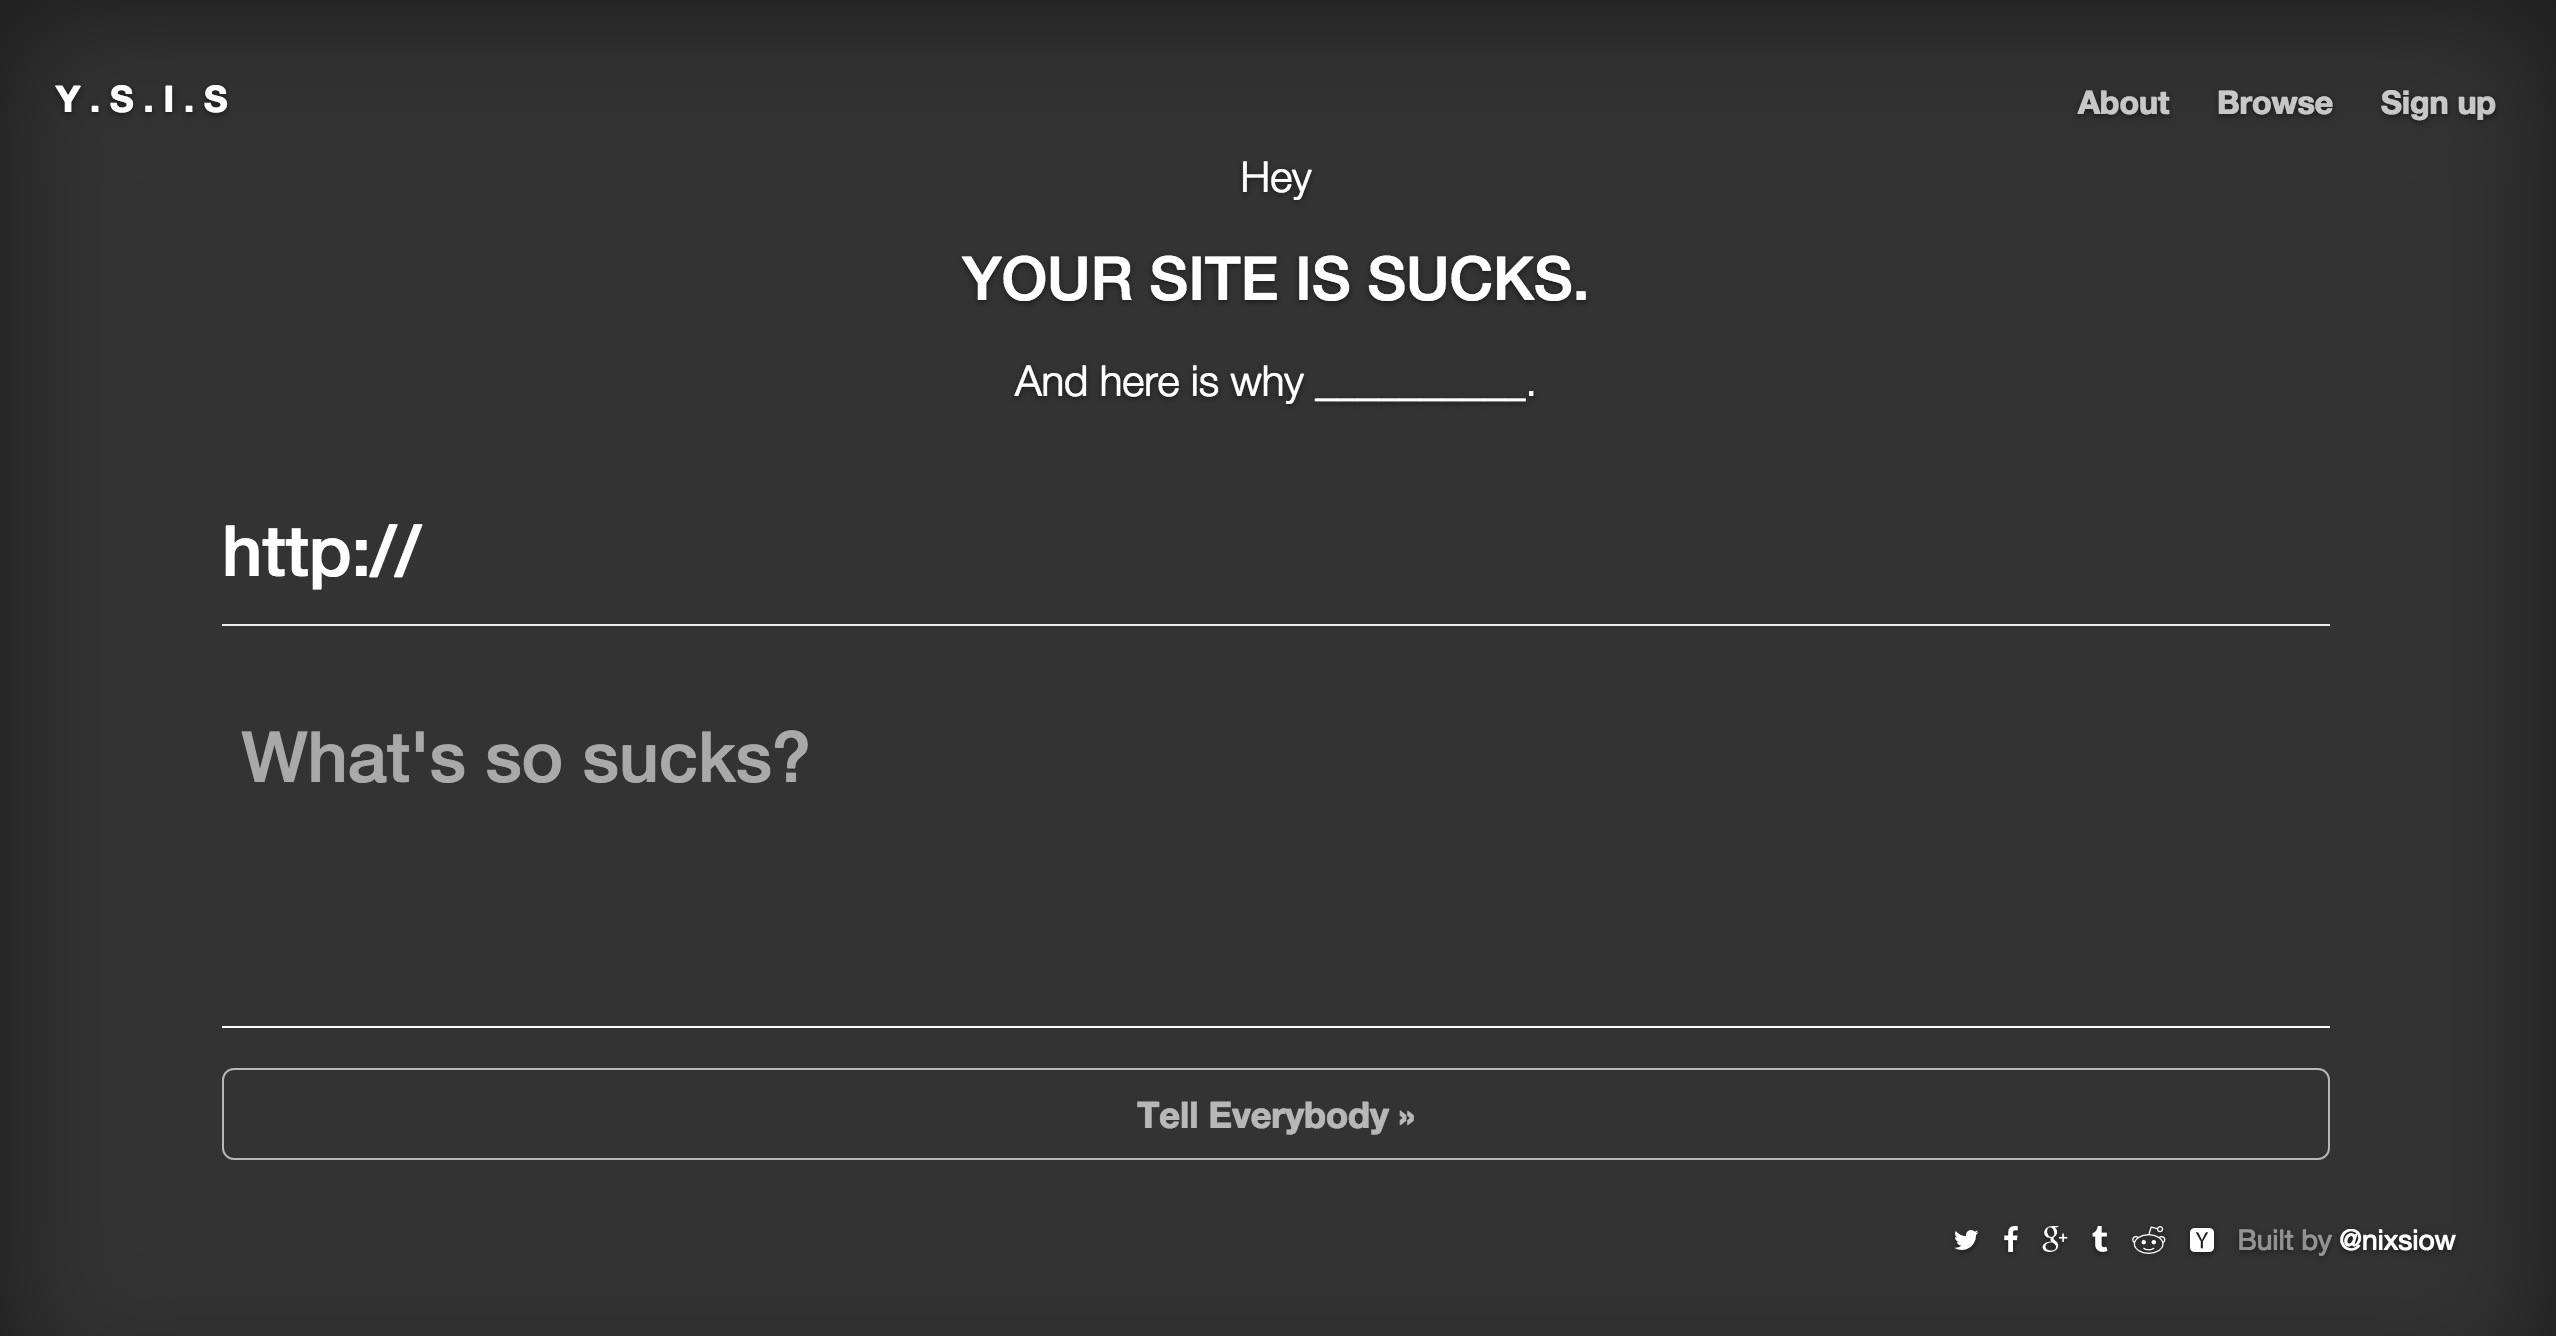 Y.S.I.S
About Browse Sign up
Hey
YOUR SITE IS SUCKS.
And here is why __________.
http://
What's so sucks?
Tell Everybody »
Built by @nixsiow